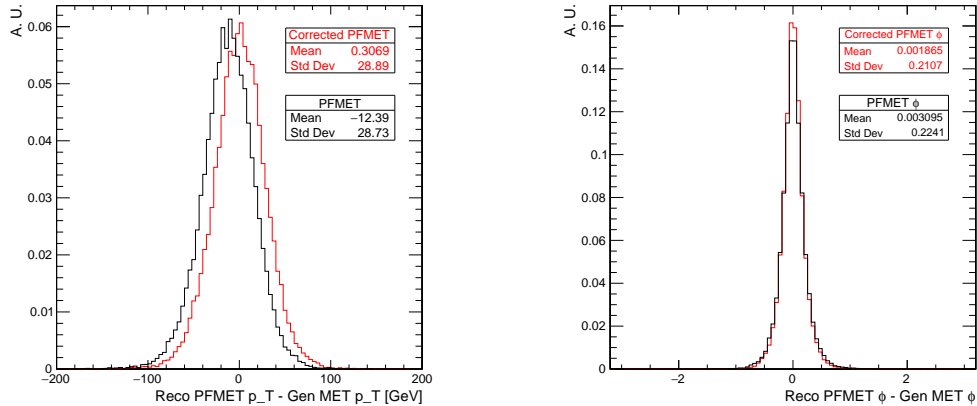 A. U.
0.06
0.05
0.04
0.03
0.02
0.01
0
−200
−100
0
100
200
Reco PFMET p_T - Gen MET p_T [GeV]
Corrected PFMET
Mean 0.3069
Std Dev 28.89
PFMET
Mean −12.39
Std Dev 28.73
A. U.
0.16
0.14
0.12
0.1
0.08
0.06
0.04
0.02
0
−2
0
2
Reco PFMET ϕ - Gen MET ϕ
Corrected PFMET ϕ
Mean 0.001865
Std Dev 0.2107
PFMET ϕ
Mean 0.003095
Std Dev 0.2241